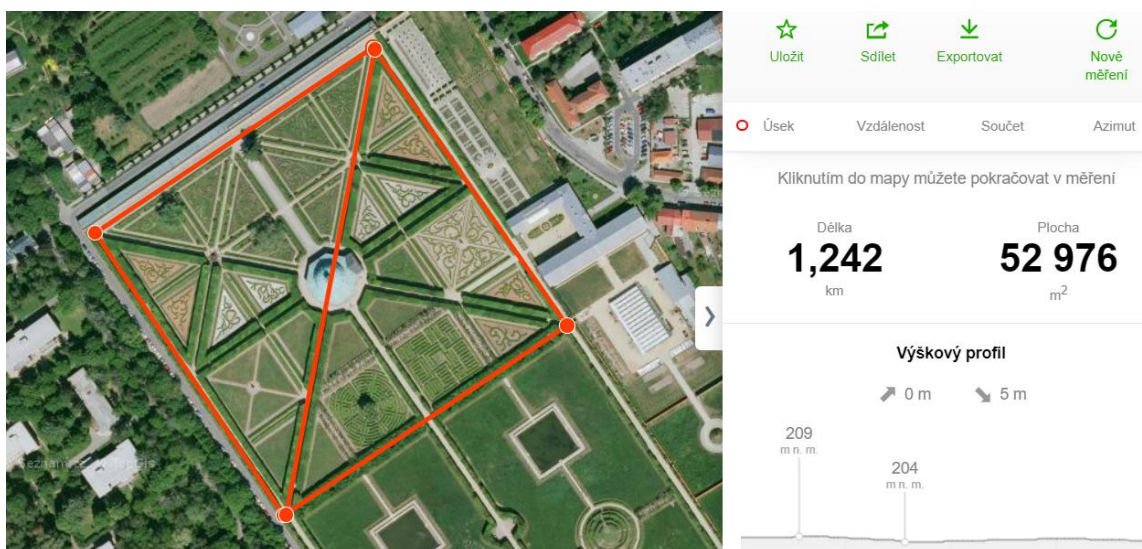 Uložit
Sdílet
Exportovat
Nové
měření
Úsek Vzdálenost Součet Azimut
Kliknutím do mapy můžete pokračovat v měření
Délka Plocha
1,242 52 976
km m²
Výškový profil
0 m 5 m
209
m n. m.
204
m n. m.